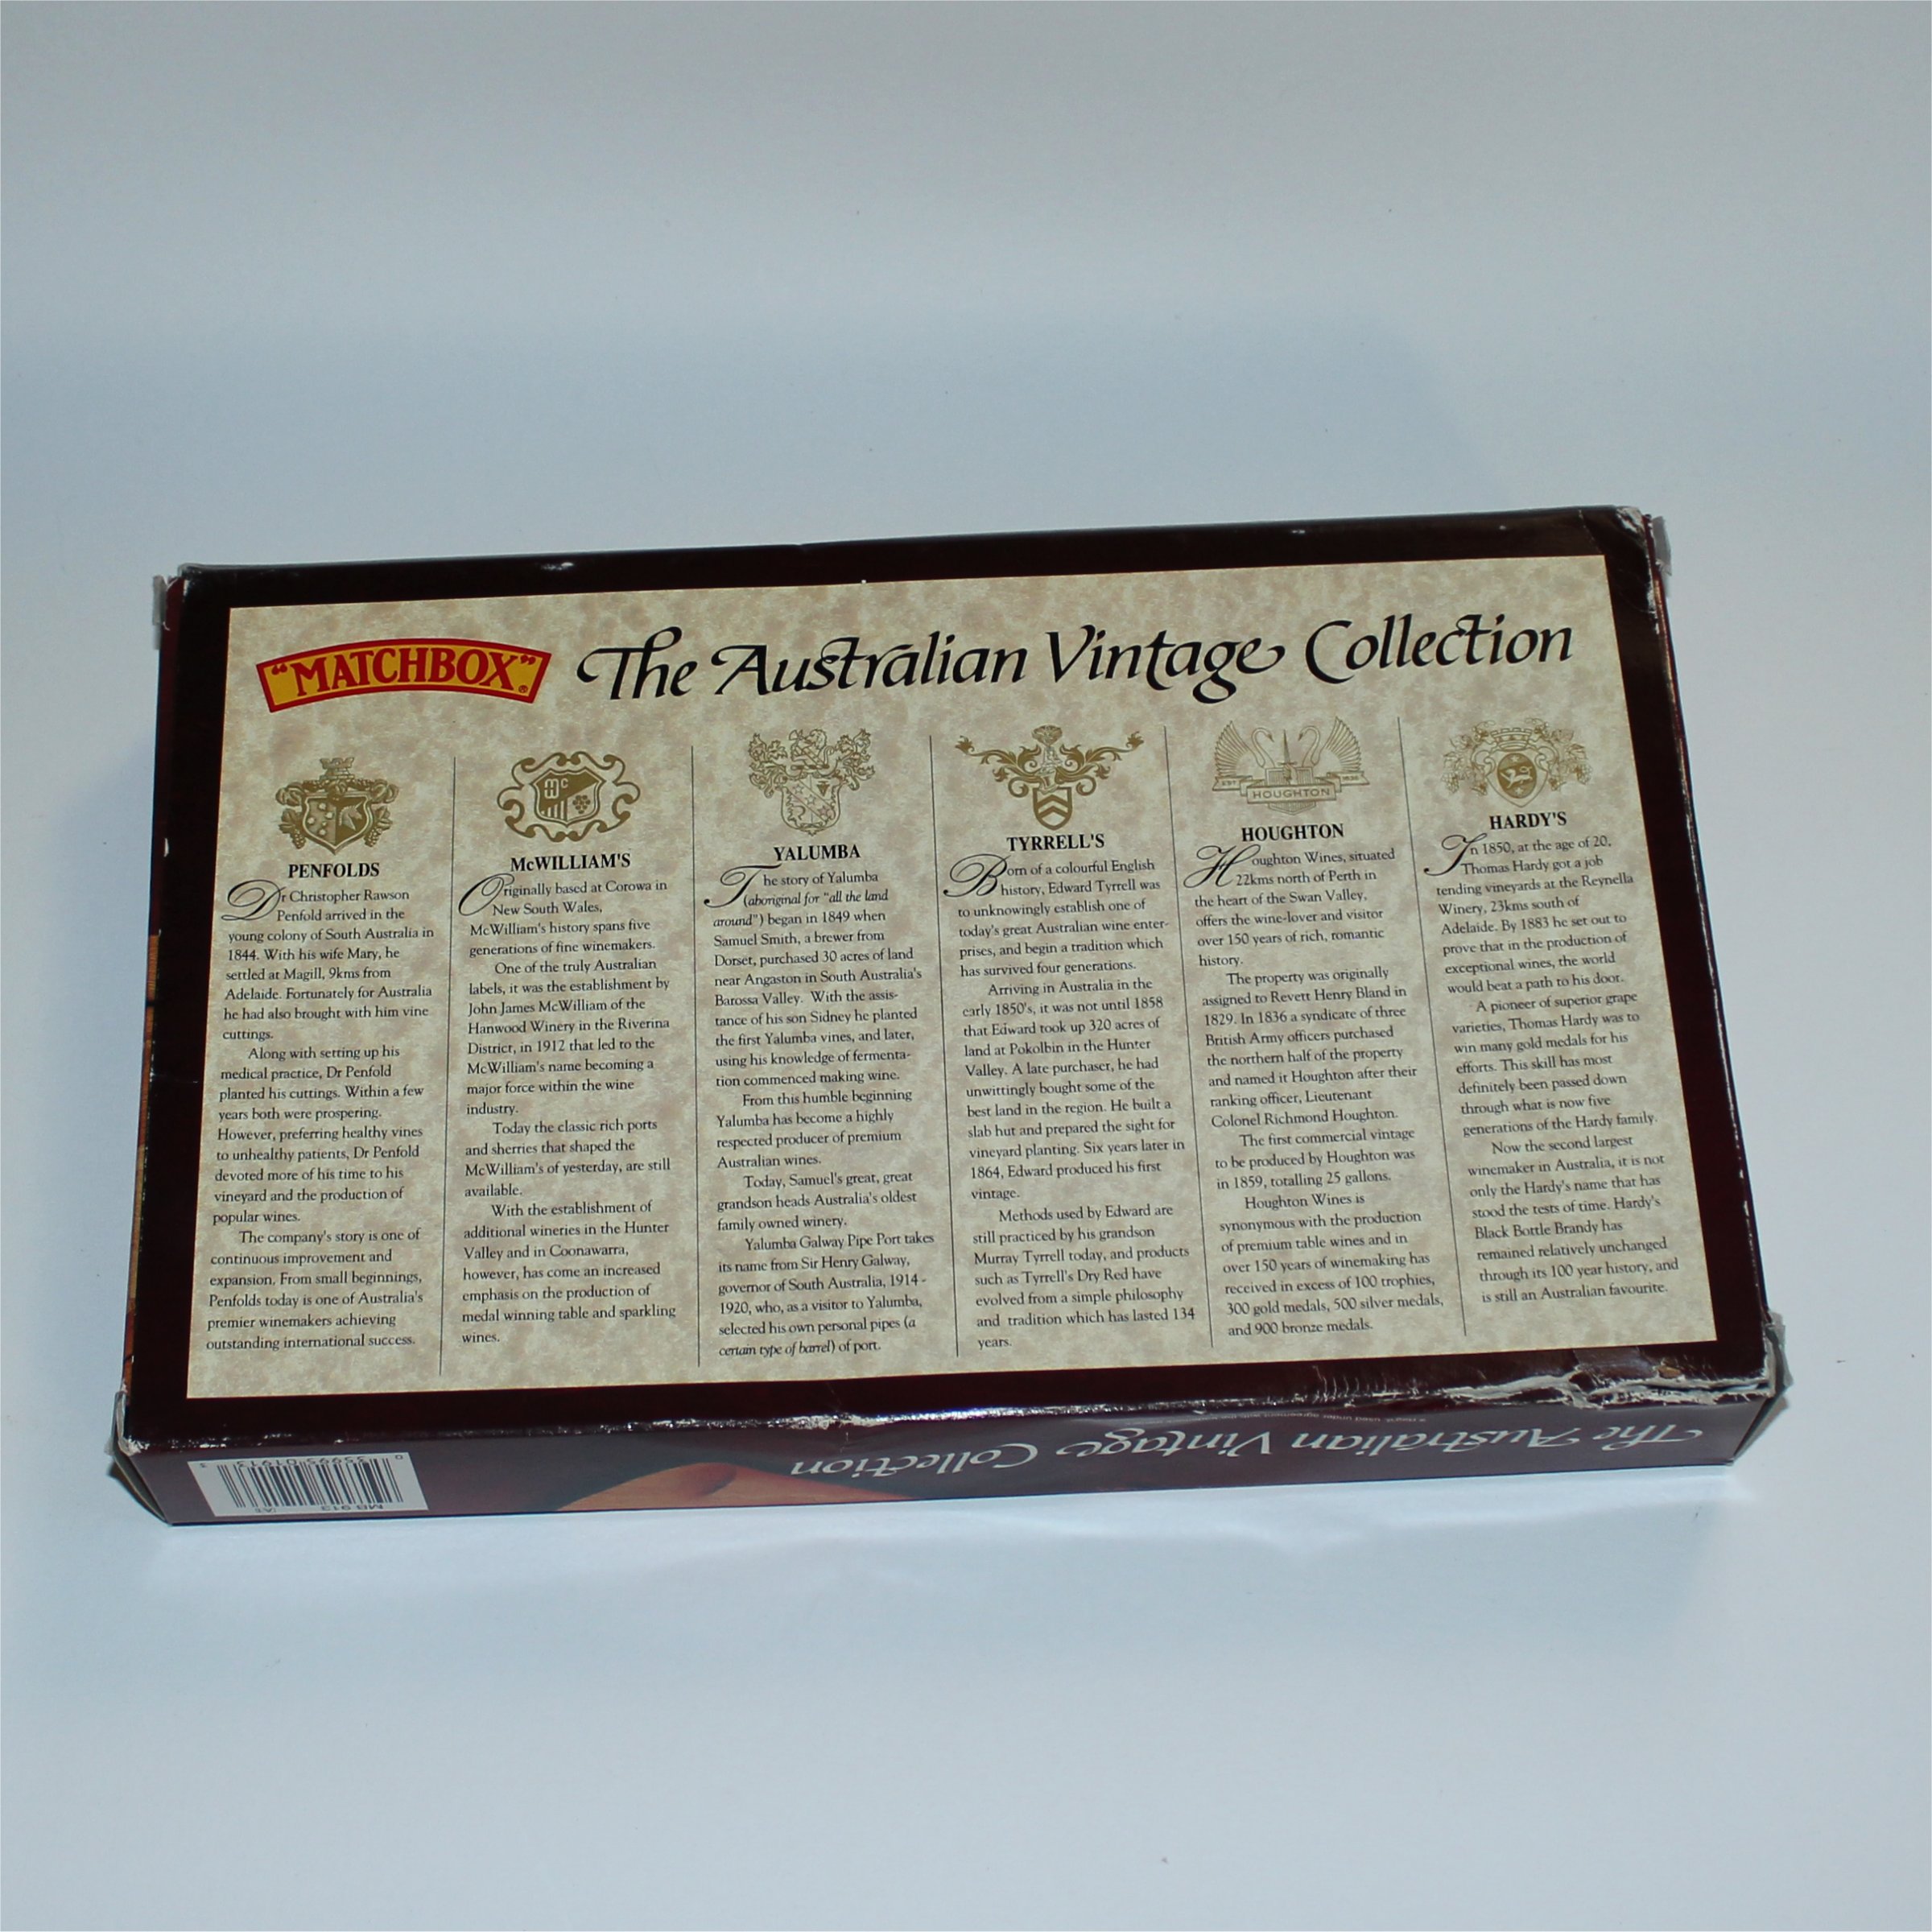 "MATCHBOX"®
The Australian Vintage Collection
PENFOLDS
Dr Christopher Rawson
Penfold arrived in the
young colony of South Australia in
1844. With his wife Mary, he
settled at Magill, 9kms from
Adelaide. Fortunately for Australia
he had also brought with him vine
cuttings.
Along with setting up his
medical practice, Dr Penfold
planted his cuttings. Within a few
years both were prospering.
However, preferring healthy vines
to unhealthy patients, Dr Penfold
devoted more of his time to his
vineyard and the production of
popular wines.
The company's story is one of
continuous improvement and
expansion. From small beginnings,
Penfolds today is one of Australia's
premier winemakers achieving
outstanding international success.
McWILLIAM'S
Originally based at Corowa in
New South Wales,
McWilliam's history spans five
generations of fine winemakers.
One of the truly Australian
labels, it was the establishment by
John James McWilliam of the
Hanwood Winery in the Riverina
District, in 1912 that led to the
McWilliam's name becoming a
major force within the wine
industry.
Today the classic rich ports
and sherries that shaped the
McWilliam's of yesterday, are still
available.
With the establishment of
additional wineries in the Hunter
Valley and in Coonawarra,
however, has come an increased
emphasis on the production of
medal winning table and sparkling
wines.
YALUMBA
The story of Yalumba
(aboriginal for "all the land
around") began in 1849 when
Samuel Smith, a brewer from
Dorset, purchased 30 acres of land
near Angaston in South Australia's
Barossa Valley. With the assis-
tance of his son Sidney he planted
the first Yalumba vines, and later,
using his knowledge of fermenta-
tion commenced making wine.
From this humble beginning
Yalumba has become a highly
respected producer of premium
Australian wines.
Today, Samuel's great, great
grandson heads Australia's oldest
family owned winery.
Yalumba Galway Pipe Port takes
its name from Sir Henry Galway,
governor of South Australia, 1914 -
1920, who, as a visitor to Yalumba,
selected his own personal pipes (a
certain type of barrel) of port.
TYRRELL'S
Born of a colourful English
history, Edward Tyrrell was
to unknowingly establish one of
today's great Australian wine enter-
prises, and begin a tradition which
has survived four generations.
Arriving in Australia in the
early 1850's, it was not until 1858
that Edward took up 320 acres of
land at Pokolbin in the Hunter
Valley. A late purchaser, he had
unwittingly bought some of the
best land in the region. He built a
slab hut and prepared the sight for
vineyard planting. Six years later in
1864, Edward produced his first
vintage.
Methods used by Edward are
still practiced by his grandson
Murray Tyrrell today, and products
such as Tyrrell's Dry Red have
evolved from a simple philosophy
and tradition which has lasted 134
years.
HOUGHTON
HOUGHTON
Houghton Wines, situated
22kms north of Perth in
the heart of the Swan Valley,
offers the wine-lover and visitor
over 150 years of rich, romantic
history.
The property was originally
assigned to Revett Henry Bland in
1829. In 1836 a syndicate of three
British Army officers purchased
the northern half of the property
and named it Houghton after their
ranking officer, Lieutenant
Colonel Richmond Houghton.
The first commercial vintage
to be produced by Houghton was
in 1859, totalling 25 gallons.
Houghton Wines is
synonymous with the production
of premium table wines and in
over 150 years of winemaking has
received in excess of 100 trophies,
300 gold medals, 500 silver medals,
and 900 bronze medals.
HARDY'S
In 1850, at the age of 20,
Thomas Hardy got a job
tending vineyards at the Reynella
Winery, 23kms south of
Adelaide. By 1883 he set out to
prove that in the production of
exceptional wines, the world
would beat a path to his door.
A pioneer of superior grape
varieties, Thomas Hardy was to
win many gold medals for his
efforts. This skill has most
definitely been passed down
through what is now five
generations of the Hardy family.
Now the second largest
winemaker in Australia, it is not
only the Hardy's name that has
stood the tests of time. Hardy's
Black Bottle Brandy has
remained relatively unchanged
through its 100 year history, and
is still an Australian favourite.
The Australian Vintage Collection
MB 913